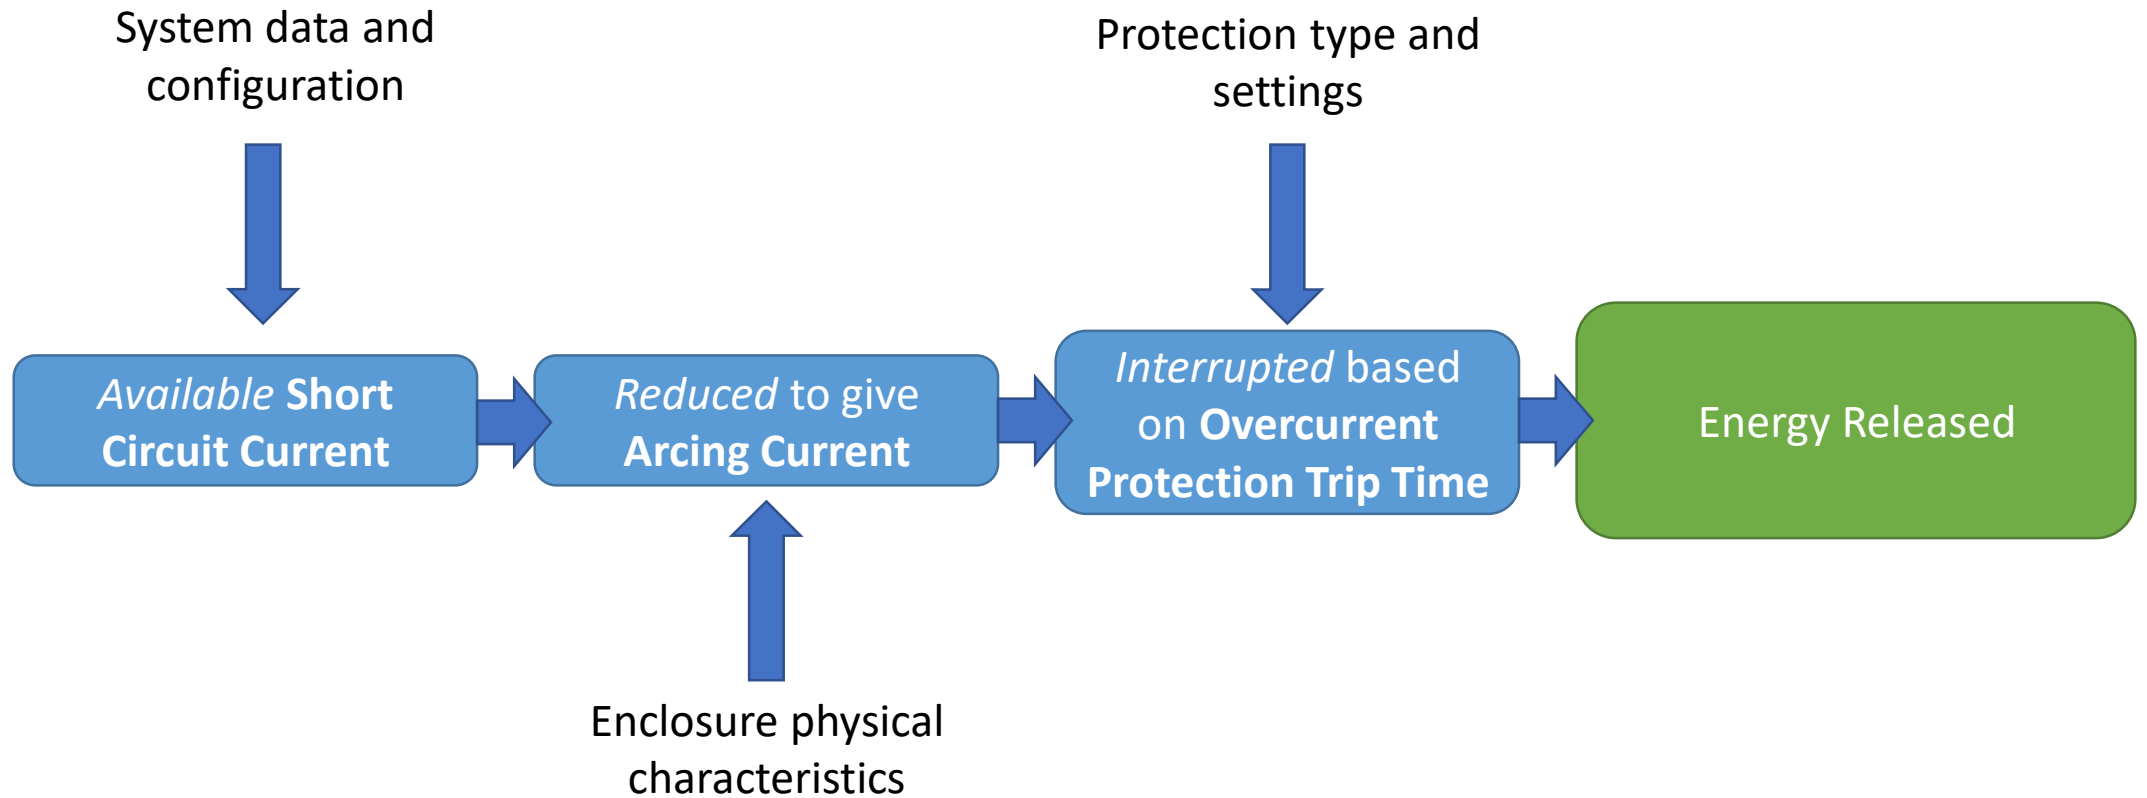 System data and
configuration
Protection type and
settings
Available Short
Circuit Current
Reduced to give
Arcing Current
Interrupted based
on Overcurrent
Protection Trip Time
Energy Released
Enclosure physical
characteristics